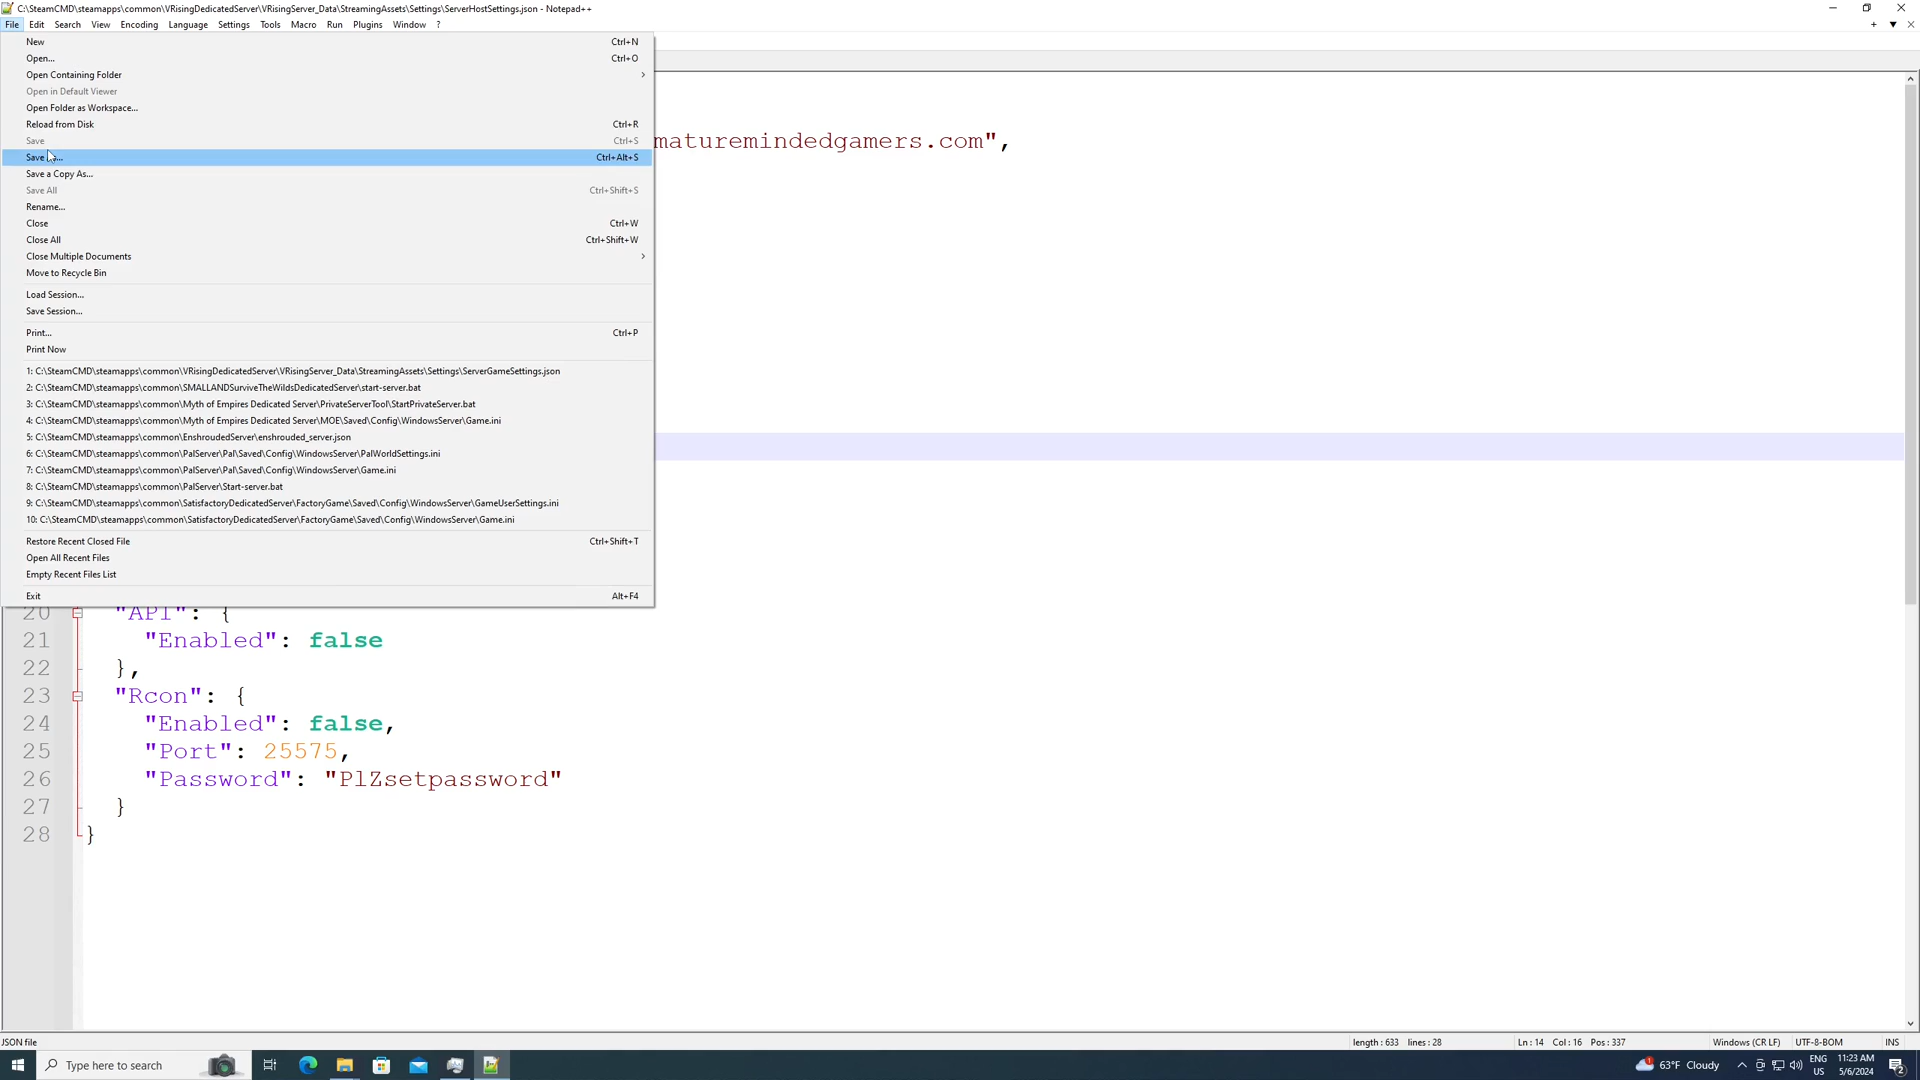 C:\SteamCMD\steamapps\common\VRisingDedicatedServer\VRisingServer_Data\StreamingAssets\Settings\ServerHostSettings.json - Notepad++
File Edit Search View Encoding Language Settings Tools Macro Run Plugins Window ?
New Ctrl+N
Open... Ctrl+O
Open Containing Folder
Open in Default Viewer
Open Folder as Workspace...
Reload from Disk Ctrl+R
Save Ctrl+S
maturemindedgamers.com",
Save ... Ctrl+Alt+S
Save a Copy As...
Save All Ctrl+Shift+S
Rename...
Close Ctrl+W
Close All Ctrl+Shift+W
Close Multiple Documents
Move to Recycle Bin
Load Session...
Save Session...
Print... Ctrl+P
Print Now
1: C:\SteamCMD\steamapps\common\VRisingDedicatedServer\VRisingServer_Data\StreamingAssets\Settings\ServerGameSettings.json
2: C:\SteamCMD\steamapps\common\SMALLANDSurviveTheWildsDedicatedServer\start-server.bat
3: C:\SteamCMD\steamapps\common\Myth of Empires Dedicated Server\PrivateServerTool\StartPrivateServer.bat
4: C:\SteamCMD\steamapps\common\Myth of Empires Dedicated Server\MOE\Saved\Config\WindowsServer\Game.ini
5: C:\SteamCMD\steamapps\common\EnshroudedServer\enshrouded_server.json
6: C:\SteamCMD\steamapps\common\PalServer\Pal\Saved\Config\WindowsServer\PalWorldSettings.ini
7: C:\SteamCMD\steamapps\common\PalServer\Pal\Saved\Config\WindowsServer\Game.ini
8: C:\SteamCMD\steamapps\common\PalServer\Start-server.bat
9: C:\SteamCMD\steamapps\common\SatisfactoryDedicatedServer\FactoryGame\Saved\Config\WindowsServer\GameUserSettings.ini
10: C:\SteamCMD\steamapps\common\SatisfactoryDedicatedServer\FactoryGame\Saved\Config\WindowsServer\Game.ini
Restore Recent Closed File Ctrl+Shift+T
Open All Recent Files
Empty Recent Files List
Exit Alt+F4
20 "API": {
21 "Enabled": false
22 },
23 "Rcon": {
24 "Enabled": false,
25 "Port": 25575,
26 "Password": "PlZsetpassword"
27 }
28 }
JSON file length : 633 lines : 28 Ln : 14 Col : 16 Pos : 337 Windows (CR LF) UTF-8-BOM INS
Type here to search 1 63°F Cloudy ENG US 11:23 AM 5/6/2024 2